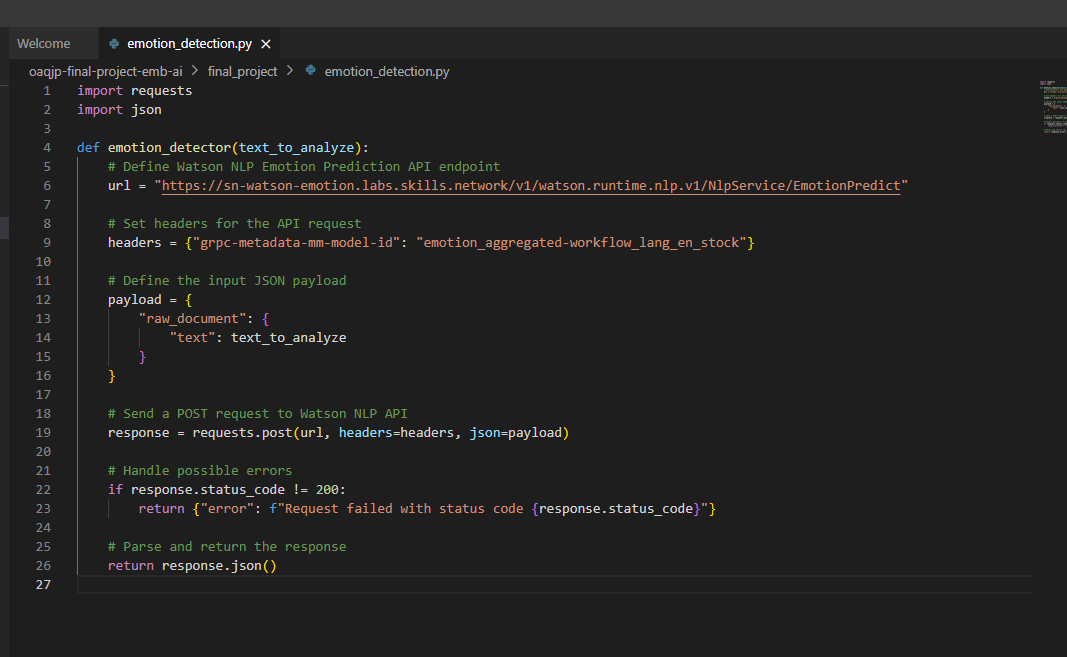 Welcome emotion_detection.py ×
oaqjp-final-project-emb-ai > final_project > emotion_detection.py
1 import requests
2 import json
3
4 def emotion_detector(text_to_analyze):
5     # Define Watson NLP Emotion Prediction API endpoint
6     url = "https://sn-watson-emotion.labs.skills.network/v1/watson.runtime.nlp.v1/NlpService/EmotionPredict"
7
8     # Set headers for the API request
9     headers = {"grpc-metadata-mm-model-id": "emotion_aggregated-workflow_lang_en_stock"}
10
11     # Define the input JSON payload
12     payload = {
13         "raw_document": {
14             "text": text_to_analyze
15         }
16     }
17
18     # Send a POST request to Watson NLP API
19     response = requests.post(url, headers=headers, json=payload)
20
21     # Handle possible errors
22     if response.status_code != 200:
23         return {"error": f"Request failed with status code {response.status_code}"}
24
25     # Parse and return the response
26     return response.json()
27